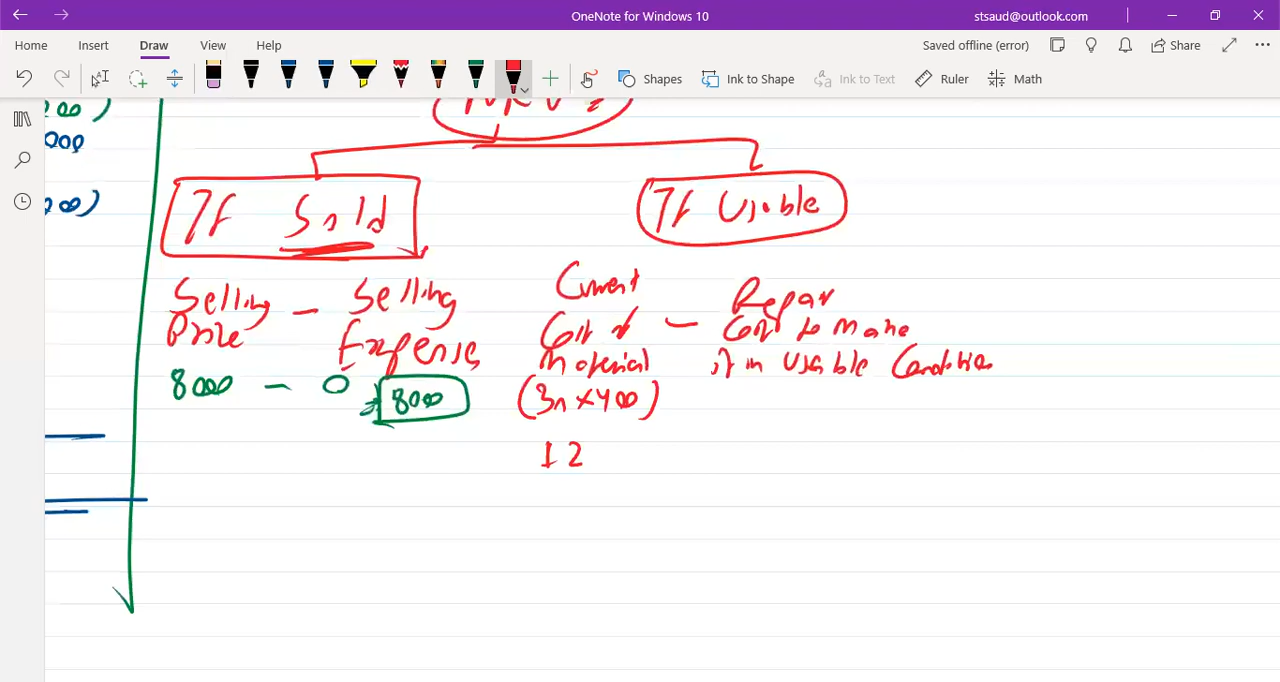 OneNote for Windows 10
stsaud@outlook.com
Home Insert Draw View Help
Saved offline (error)
Share
Shapes
Ink to Shape
Ink to Text
Ruler
Math
000
If Sold
If Usable
Selling Price — Selling Expense
8000 — 0
8000
Current Cost of Material — Repair Cost to make it in Usable Condition
(30 × 400)
12